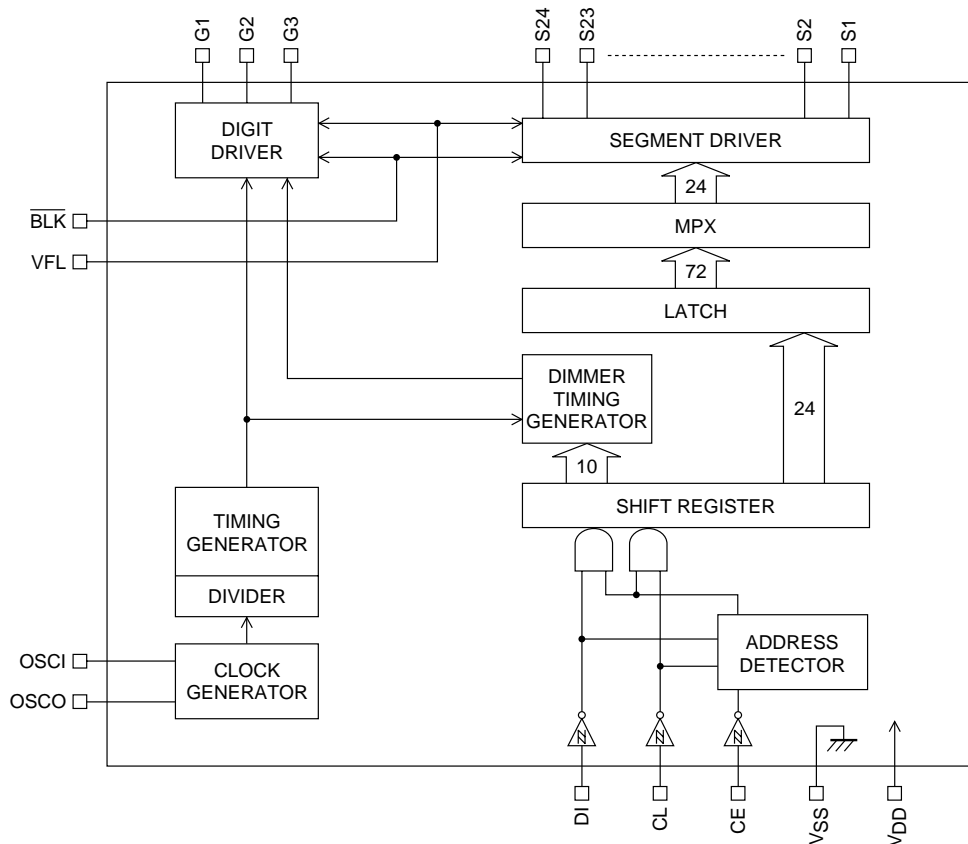 G1
G2
G3
S24
S23
S2
S1
DIGIT
DRIVER
SEGMENT DRIVER
24
BLK
MPX
VFL
72
LATCH
DIMMER
TIMING
GENERATOR
24
10
SHIFT REGISTER
TIMING
GENERATOR
DIVIDER
ADDRESS
DETECTOR
OSCI
CLOCK
GENERATOR
OSCO
DI
CL
CE
VSS
VDD